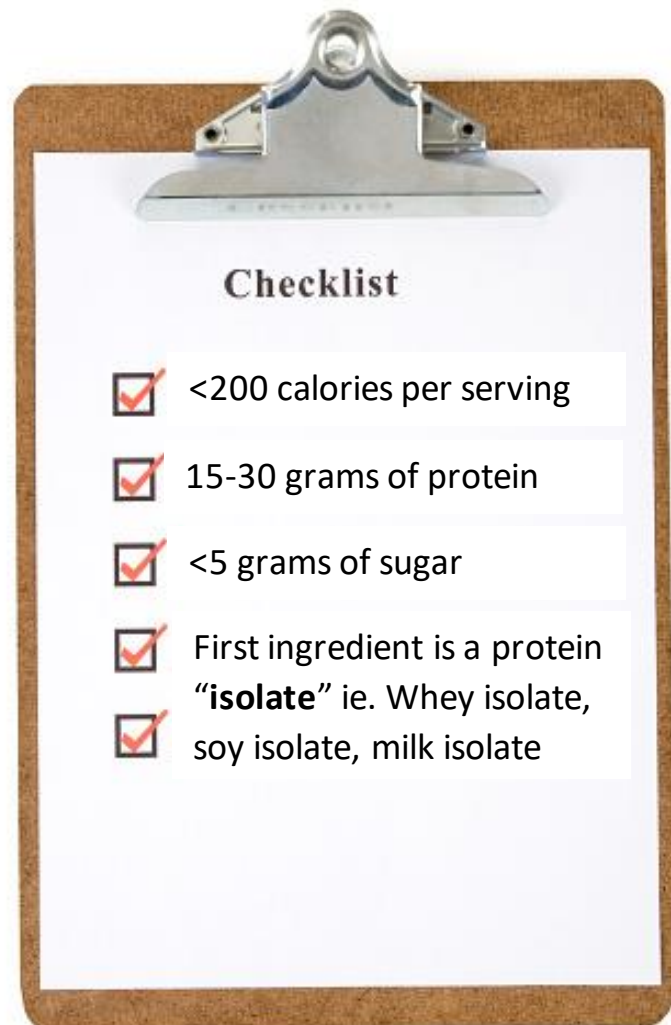 Checklist
<200 calories per serving
15-30 grams of protein
<5 grams of sugar
First ingredient is a protein
“isolate” ie. Whey isolate,
soy isolate, milk isolate